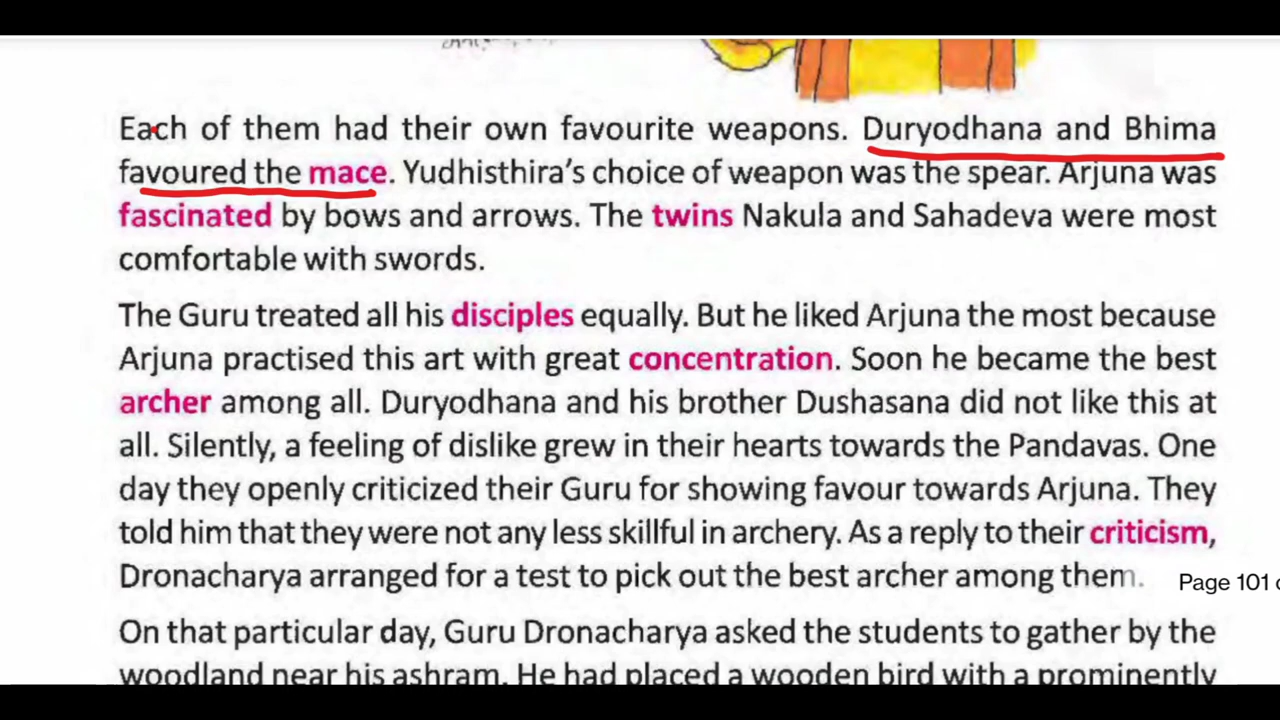 Each of them had their own favourite weapons. Duryodhana and Bhima
favoured the mace. Yudhisthira's choice of weapon was the spear. Arjuna was
fascinated by bows and arrows. The twins Nakula and Sahadeva were most
comfortable with swords.
The Guru treated all his disciples equally. But he liked Arjuna the most because
Arjuna practised this art with great concentration. Soon he became the best
archer among all. Duryodhana and his brother Dushasana did not like this at
all. Silently, a feeling of dislike grew in their hearts towards the Pandavas. One
day they openly criticized their Guru for showing favour towards Arjuna. They
told him that they were not any less skillful in archery. As a reply to their criticism,
Dronacharya arranged for a test to pick out the best archer among them.
Page 101
On that particular day, Guru Dronacharya asked the students to gather by the
woodland near his ashram. He had placed a wooden bird with a prominently